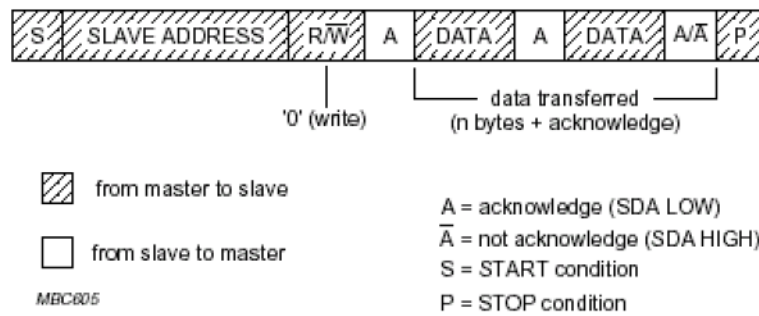 S SLAVE ADDRESS R/W̅ A DATA A DATA A/A̅ P
data transferred
'0' (write) (n bytes + acknowledge)
from master to slave
from slave to master
A = acknowledge (SDA LOW)
A̅ = not acknowledge (SDA HIGH)
S = START condition
P = STOP condition
MBC605